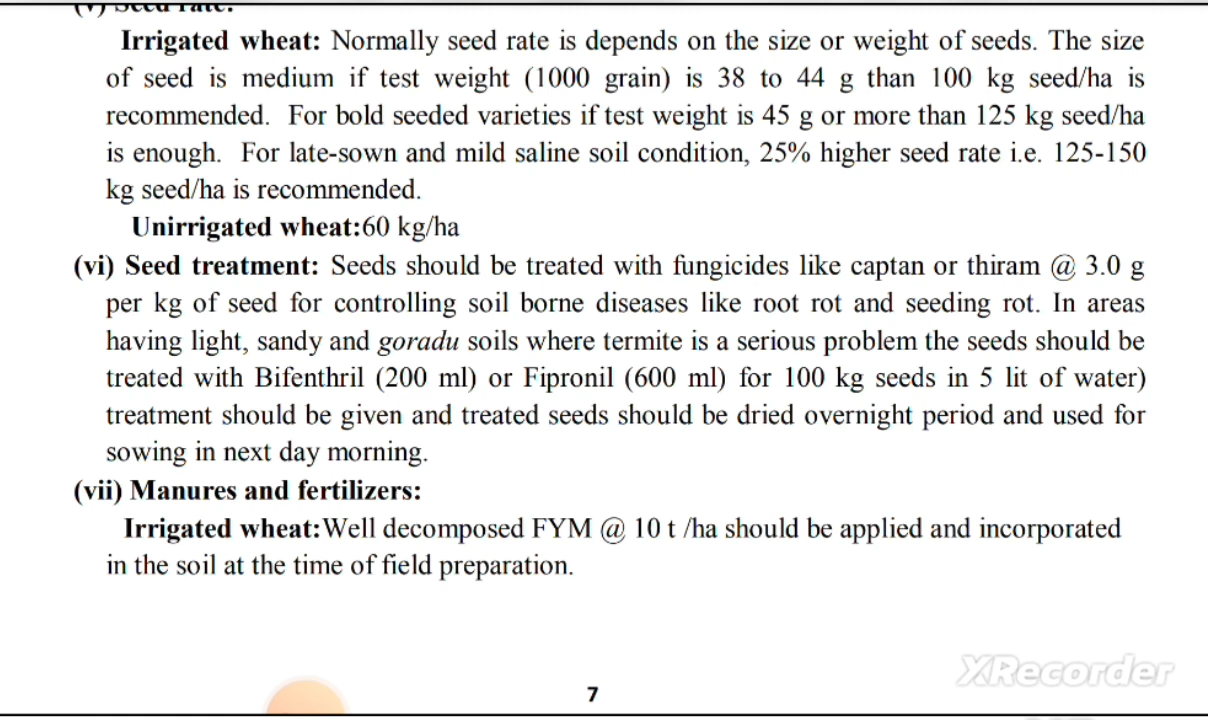 (v) Seed rate:
Irrigated wheat: Normally seed rate is depends on the size or weight of seeds. The size
of seed is medium if test weight (1000 grain) is 38 to 44 g than 100 kg seed/ha is
recommended. For bold seeded varieties if test weight is 45 g or more than 125 kg seed/ha
is enough. For late-sown and mild saline soil condition, 25% higher seed rate i.e. 125-150
kg seed/ha is recommended.
Unirrigated wheat:60 kg/ha
(vi) Seed treatment: Seeds should be treated with fungicides like captan or thiram @ 3.0 g
per kg of seed for controlling soil borne diseases like root rot and seeding rot. In areas
having light, sandy and goradu soils where termite is a serious problem the seeds should be
treated with Bifenthril (200 ml) or Fipronil (600 ml) for 100 kg seeds in 5 lit of water)
treatment should be given and treated seeds should be dried overnight period and used for
sowing in next day morning.
(vii) Manures and fertilizers:
Irrigated wheat:Well decomposed FYM @ 10 t /ha should be applied and incorporated
in the soil at the time of field preparation.
XRecorder
7